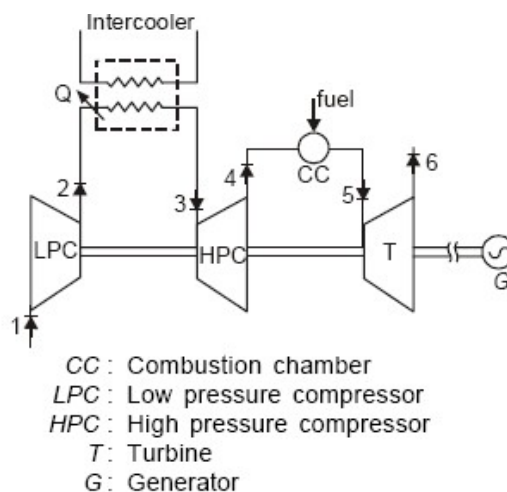 Intercooler
Q
fuel
CC
2
3
4
5
6
LPC
HPC
T
G
1
CC : Combustion chamber
LPC : Low pressure compressor
HPC : High pressure compressor
T : Turbine
G : Generator